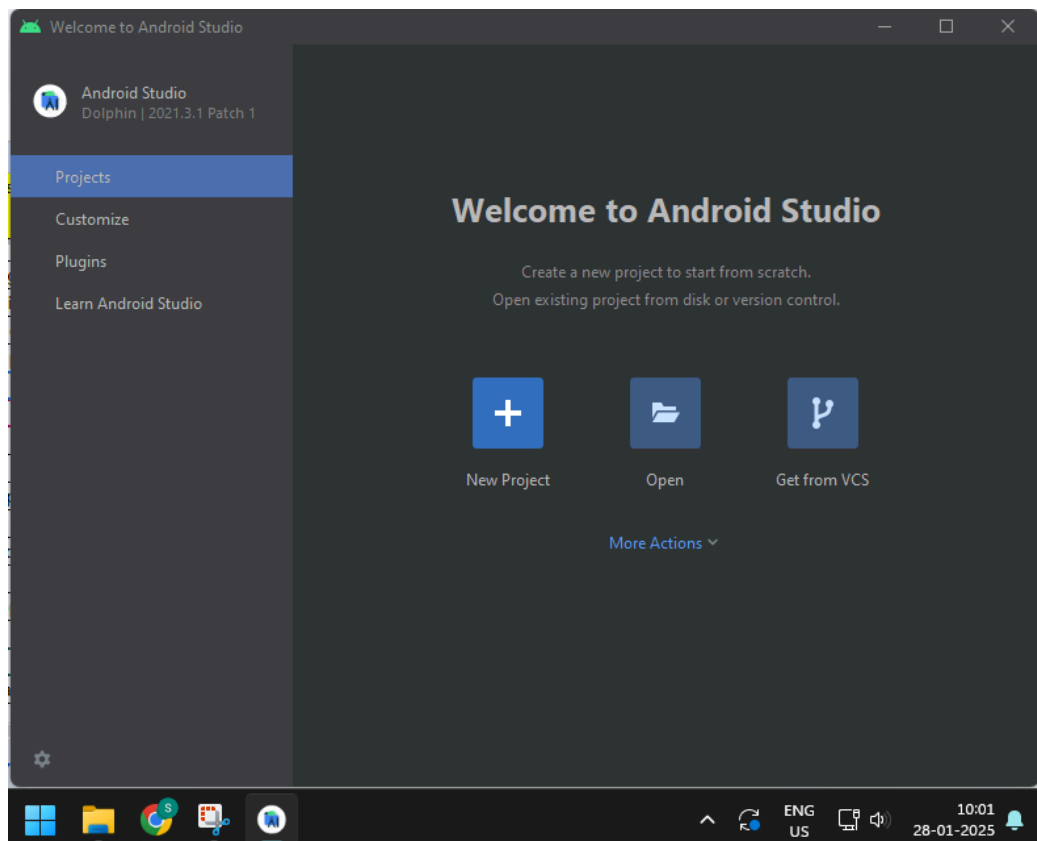 Welcome to Android Studio
Android Studio
Dolphin | 2021.3.1 Patch 1
Projects
Customize
Plugins
Learn Android Studio
Welcome to Android Studio
Create a new project to start from scratch.
Open existing project from disk or version control.
New Project
Open
Get from VCS
More Actions
S
ENG
US
10:01
28-01-2025